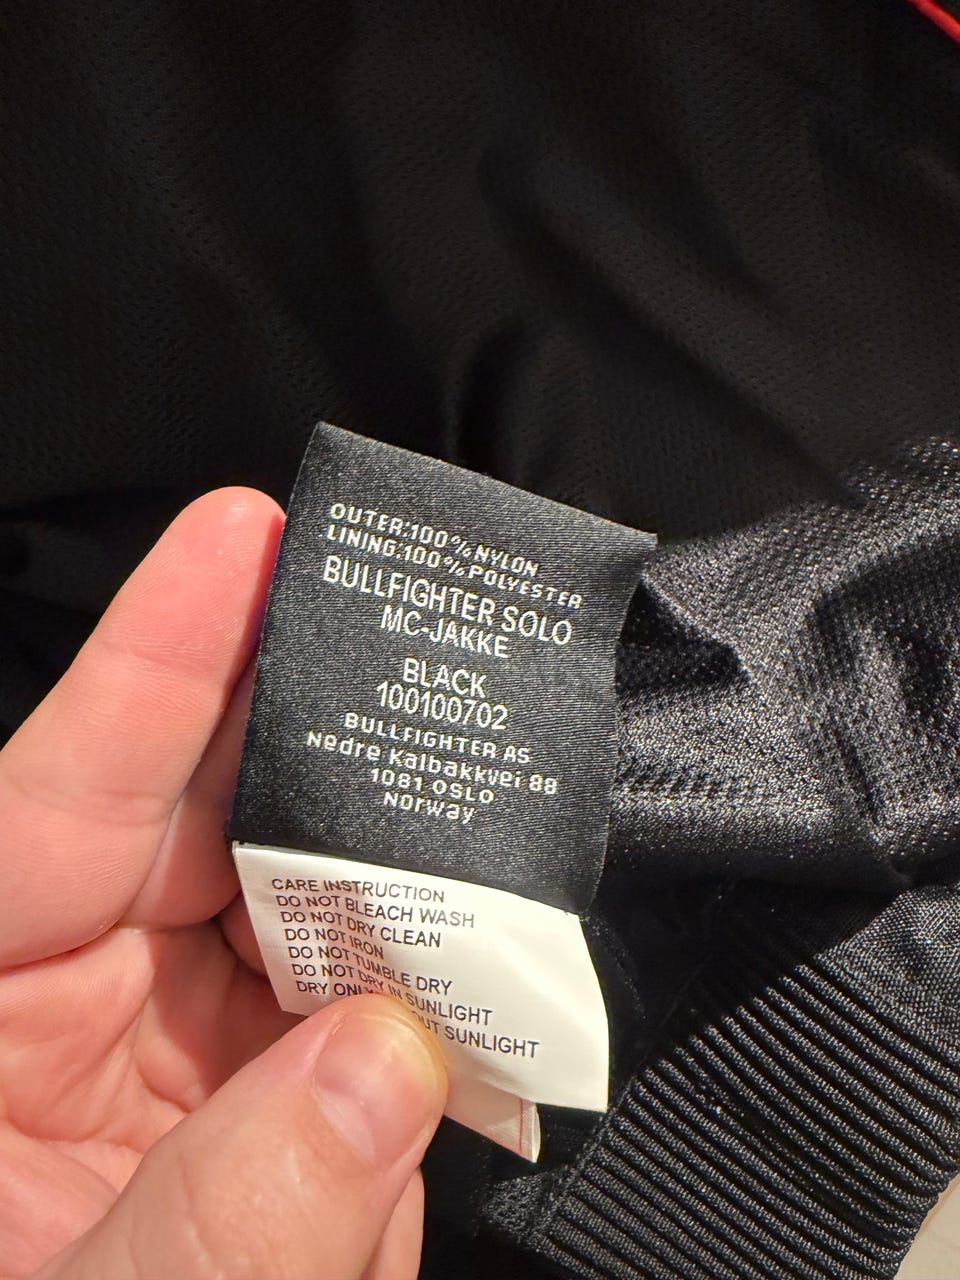 OUTER:100%NYLON
LINING:100%POLYESTER
BULLFIGHTER SOLO
MC-JAKKE
BLACK
100100702
BULLFIGHTER AS
Nedre Kalbakkvei 88
1081 OSLO
Norway
CARE INSTRUCTION
DO NOT BLEACH WASH
DO NOT DRY CLEAN
DO NOT IRON
DO NOT TUMBLE DRY
DO NOT DRY IN SUNLIGHT
DRY SUNLIGHT